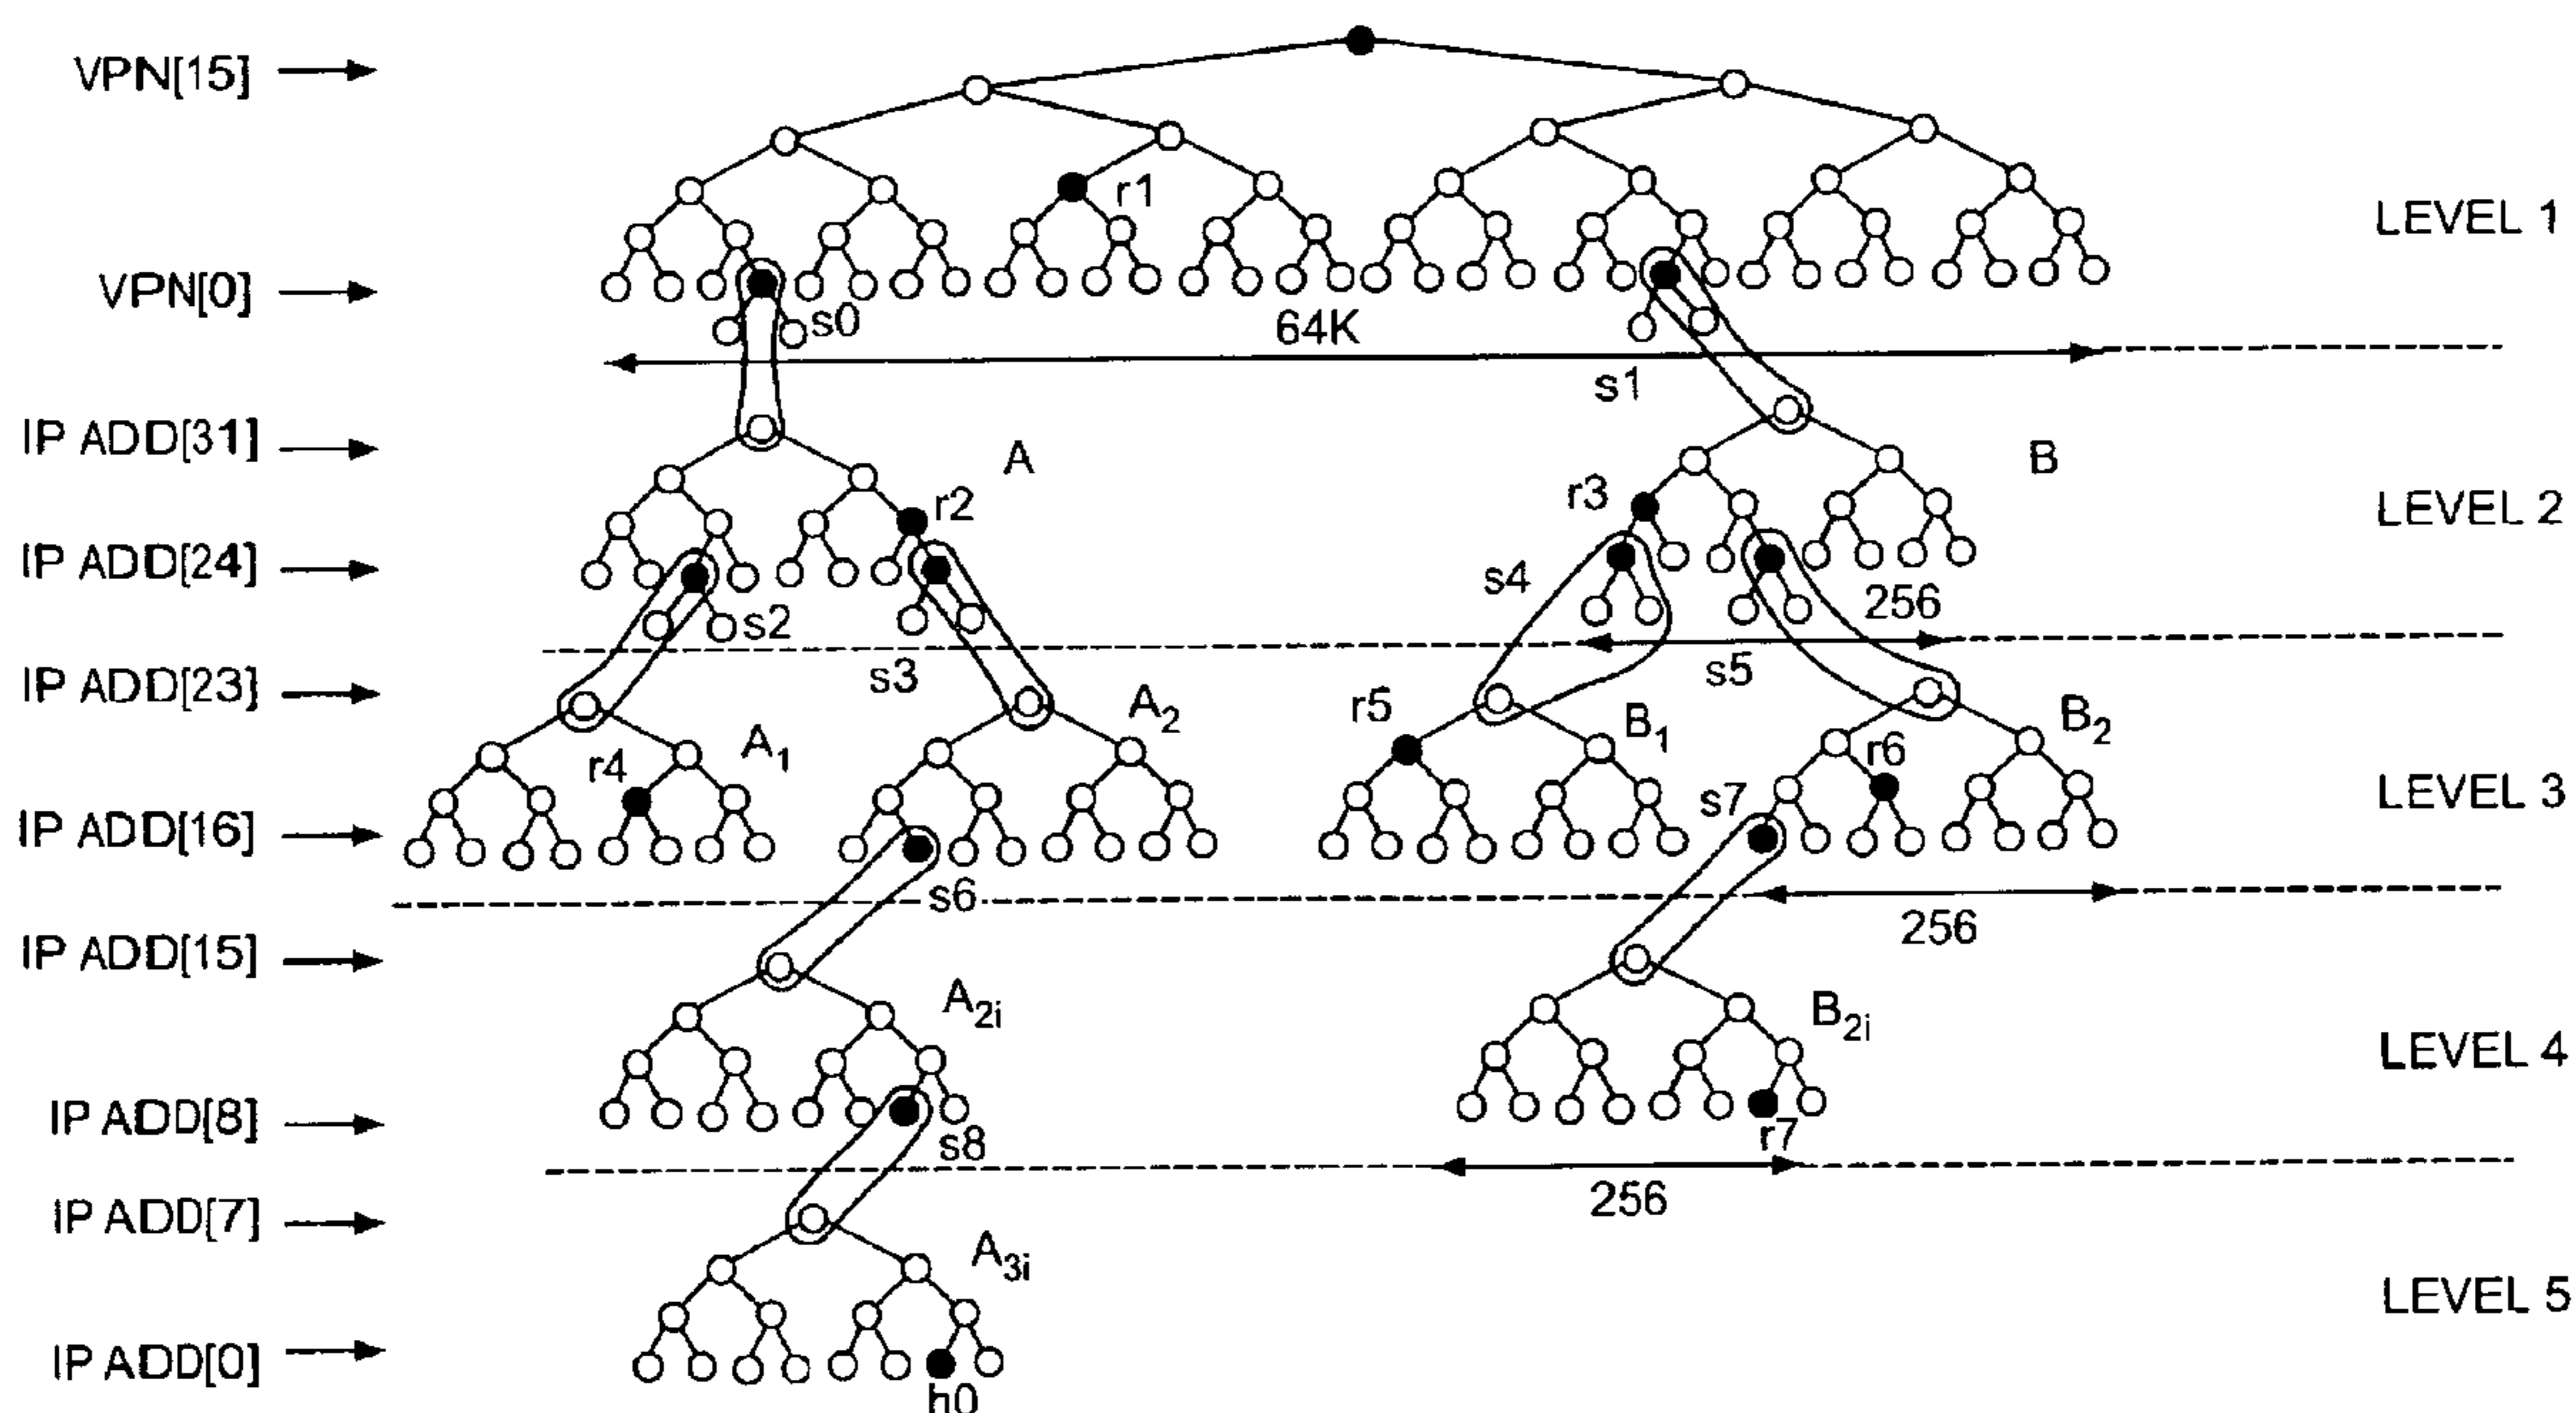 VPN[15]
r1
LEVEL 1
VPN[0]
s0
64K
s1
IP ADD[31]
A
B
r2
r3
LEVEL 2
IP ADD[24]
s4
256
s2
s3
s5
IP ADD[23]
A2
r5
B1
B2
A1
r4
r6
s7
LEVEL 3
IP ADD[16]
s6
256
IP ADD[15]
A2i
B2i
LEVEL 4
IP ADD[8]
s8
r7
256
IP ADD[7]
A3i
LEVEL 5
IP ADD[0]
h0